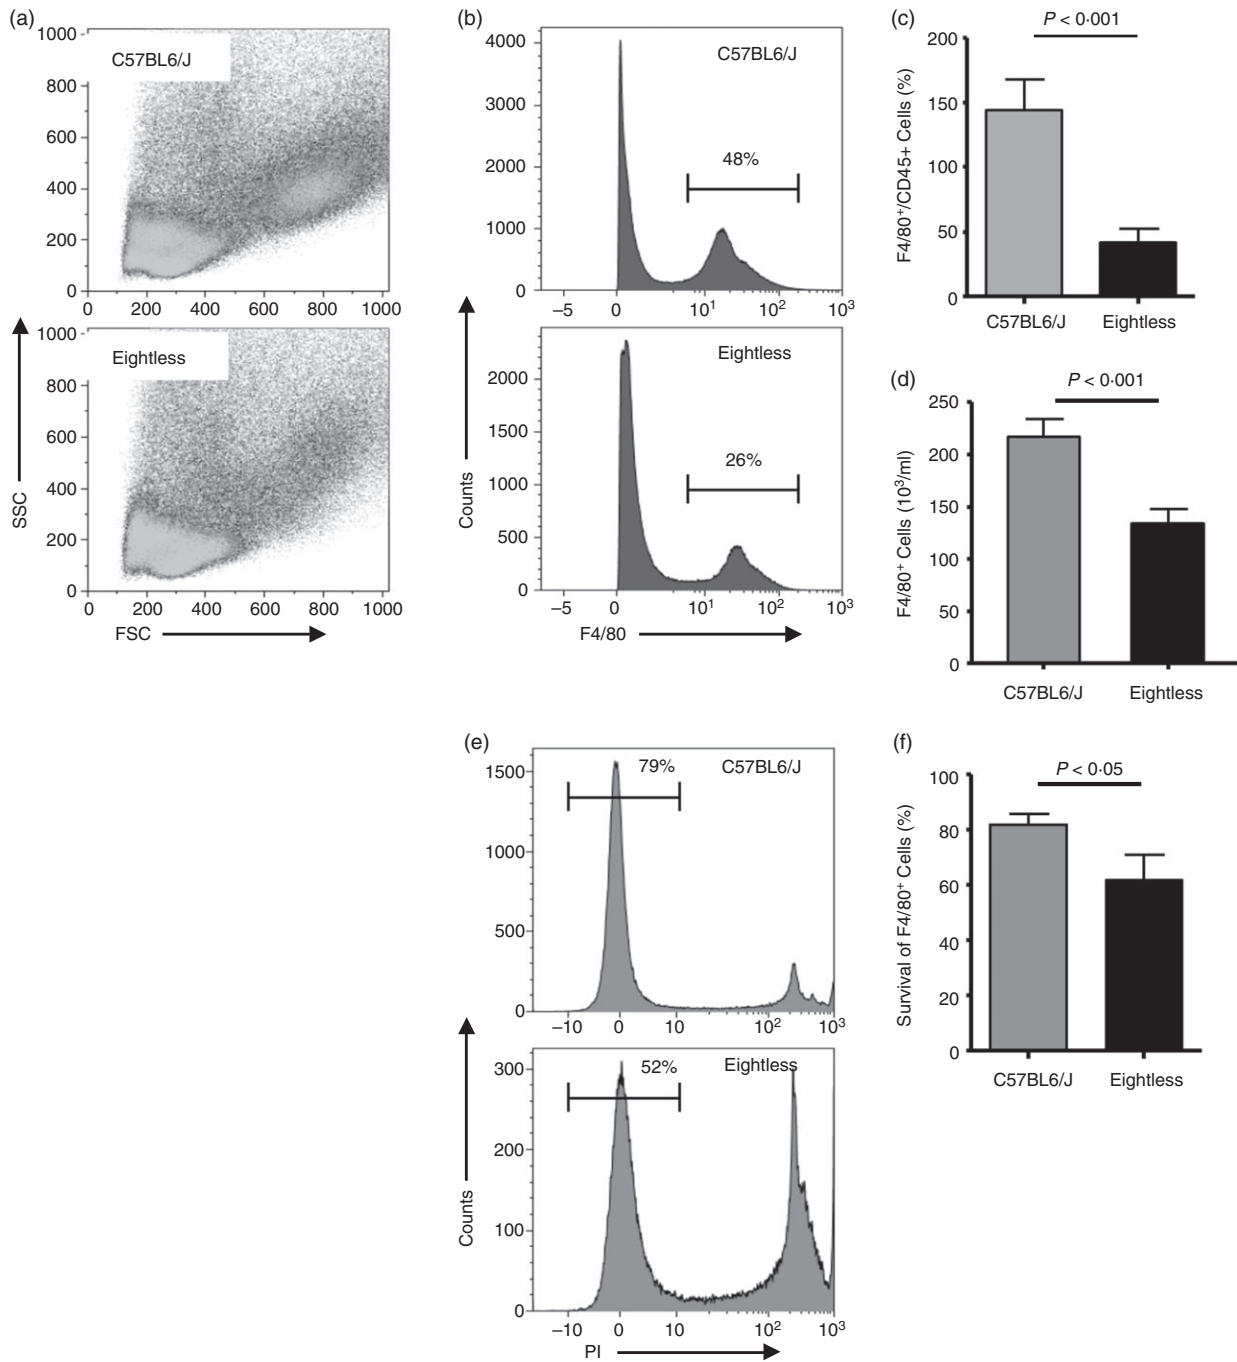 (a)
1000
800
600
400
200
0
C57BL6/J
0 200 400 600 800 1000
1000
800
600
400
200
0
Eightless
0 200 400 600 800 1000
SSC
FSC
(b)
4000
3000
2000
1000
0
C57BL6/J
48%
–5 0 10¹ 10² 10³
2000
1500
1000
500
0
Eightless
26%
–5 0 10¹ 10² 10³
Counts
F4/80
(c)
P < 0·001
200
150
100
50
0
F4/80⁺/CD45+ Cells (%)
C57BL6/J Eightless
(d)
P < 0·001
250
200
150
100
50
0
F4/80⁺ Cells (10³/ml)
C57BL6/J Eightless
(e)
1500
1000
500
0
79% C57BL6/J
–10 0 10 10² 10³
300
200
100
0
52% Eightless
–10 0 10 10² 10³
Counts
PI
(f)
P < 0·05
100
80
60
40
20
0
Survival of F4/80⁺ Cells (%)
C57BL6/J Eightless